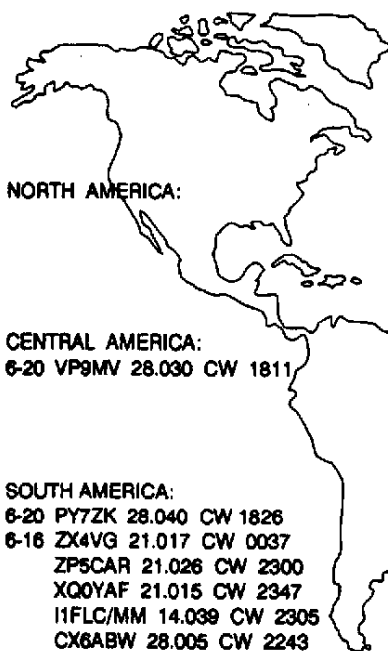 NORTH AMERICA:
CENTRAL AMERICA:
6-20 VP9MV 28.030 CW 1811
SOUTH AMERICA:
6-20 PY7ZK 28.040 CW 1826
6-16 ZX4VG 21.017 CW 0037
ZP5CAR 21.026 CW 2300
XQ0YAF 21.015 CW 2347
I1FLC/MM 14.039 CW 2305
CX6ABW 28.005 CW 2243